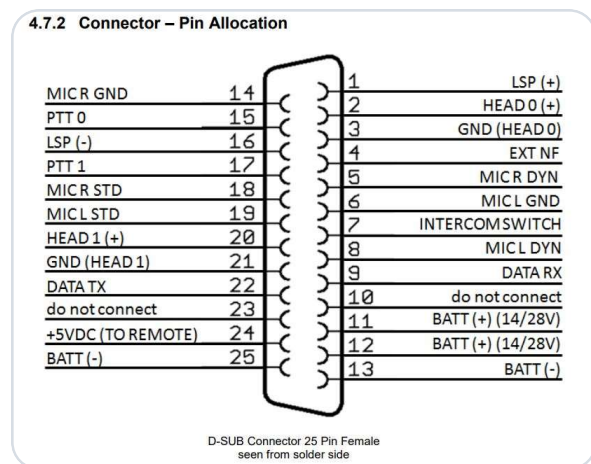 4.7.2 Connector – Pin Allocation
1 LSP (+)
2 HEAD 0 (+)
3 GND (HEAD 0)
4 EXT NF
5 MIC R DYN
6 MIC L GND
7 INTERCOM SWITCH
8 MIC L DYN
9 DATA RX
10 do not connect
11 BATT (+) (14/28V)
12 BATT (+) (14/28V)
13 BATT (-)
MIC R GND 14
PTT 0 15
LSP (-) 16
PTT 1 17
MIC R STD 18
MIC L STD 19
HEAD 1 (+) 20
GND (HEAD 1) 21
DATA TX 22
do not connect 23
+5VDC (TO REMOTE) 24
BATT (-) 25
D-SUB Connector 25 Pin Female
seen from solder side